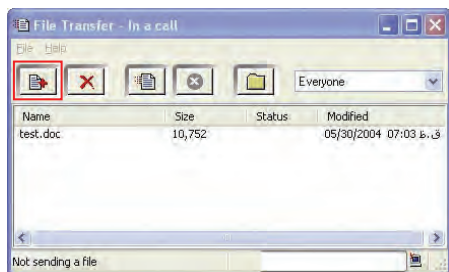 File Transfer - In a call
File Help
Everyone
Name Size Status Modified
test.doc 10,752 05/30/2004 07:03 ق.ظ
Not sending a file